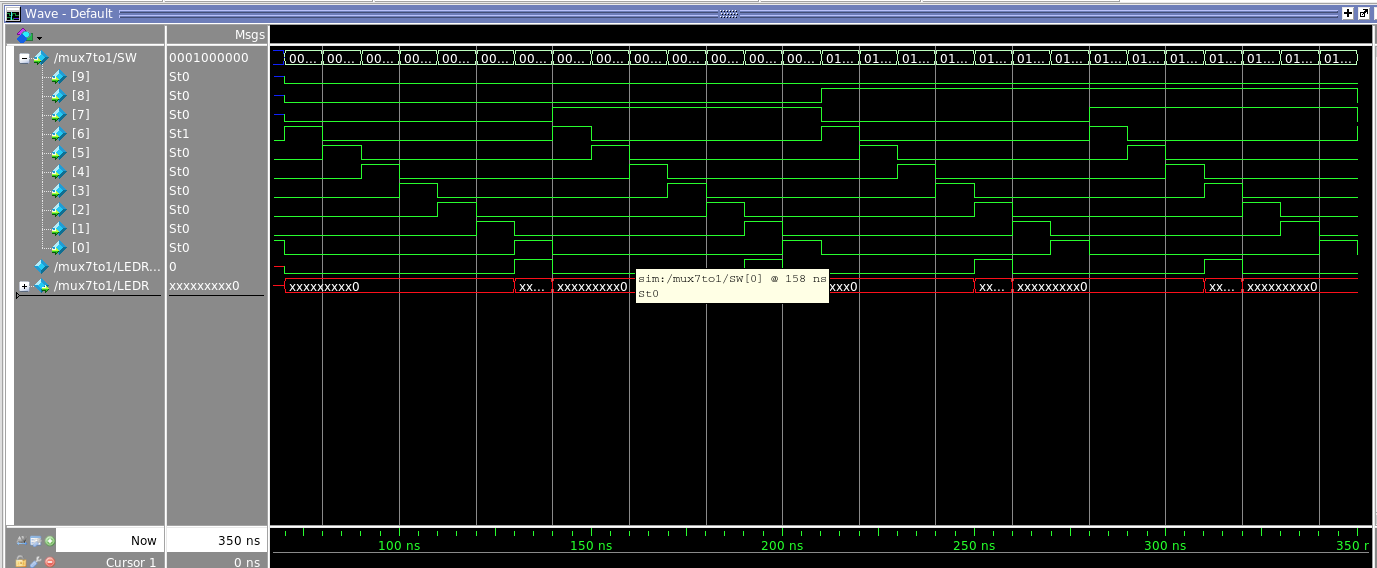 Wave - Default
Msgs
/mux7to1/SW 0001000000 00... 00... 00... 00... 00... 00... 00... 00... 00... 00... 00... 00... 00... 00... 01... 01... 01... 01... 01... 01... 01... 01... 01... 01... 01... 01... 01... 01...
[9] St0
[8] St0
[7] St0
[6] St1
[5] St0
[4] St0
[3] St0
[2] St0
[1] St0
[0] St0
/mux7to1/LEDR... 0
sim:/mux7to1/SW[0] @ 158 ns
St0
/mux7to1/LEDR xxxxxxxxx0 xxxxxxxxx0 xx... xxxxxxxxx0 xxx0 xx... xxxxxxxxx0 xx... xxxxxxxxx0
Now 350 ns
100 ns 150 ns 200 ns 250 ns 300 ns 350 r
Cursor 1 0 ns